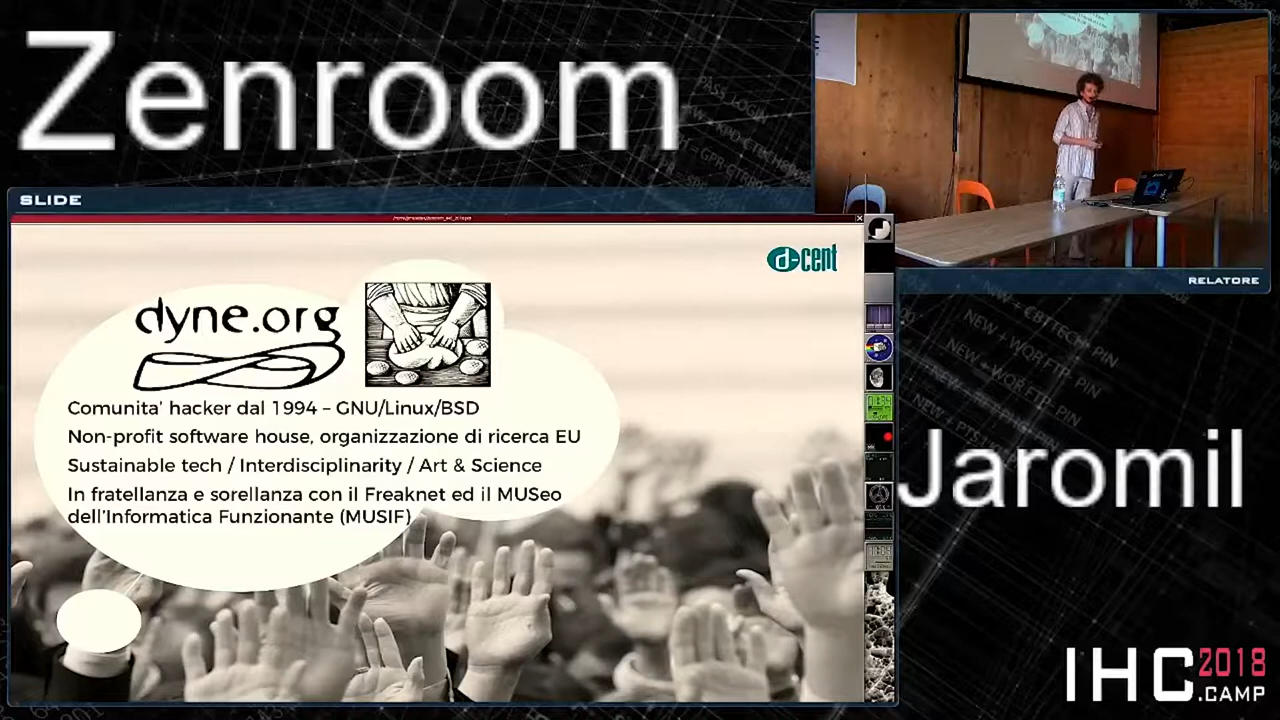 Zenroom
SLIDE
d-cent
dyne.org
Comunita' hacker dal 1994 – GNU/Linux/BSD
Non-profit software house, organizzazione di ricerca EU
Sustainable tech / Interdisciplinarity / Art & Science
In fratellanza e sorellanza con il Freaknet ed il MUSeo
dell'Informatica Funzionante (MUSIF)
RELATORE
Jaromil
IHC 2018
.CAMP